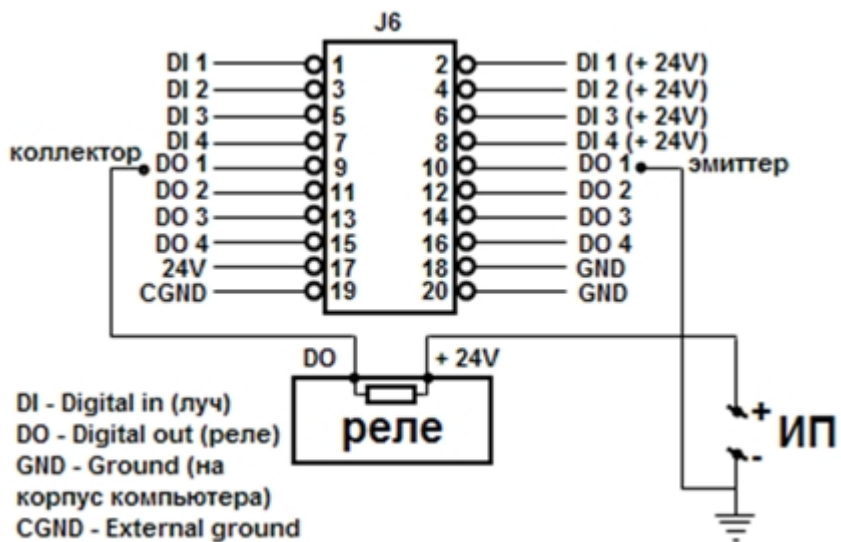 J6
DI 1 1 2 DI 1 (+ 24V)
DI 2 3 4 DI 2 (+ 24V)
DI 3 5 6 DI 3 (+ 24V)
DI 4 7 8 DI 4 (+ 24V)
коллектор DO 1 9 10 DO 1 эмиттер
DO 2 11 12 DO 2
DO 3 13 14 DO 3
DO 4 15 16 DO 4
24V 17 18 GND
CGND 19 20 GND
DO + 24V
реле
+ ИП
-
DI - Digital in (луч)
DO - Digital out (реле)
GND - Ground (на
корпус компьютера)
CGND - External ground